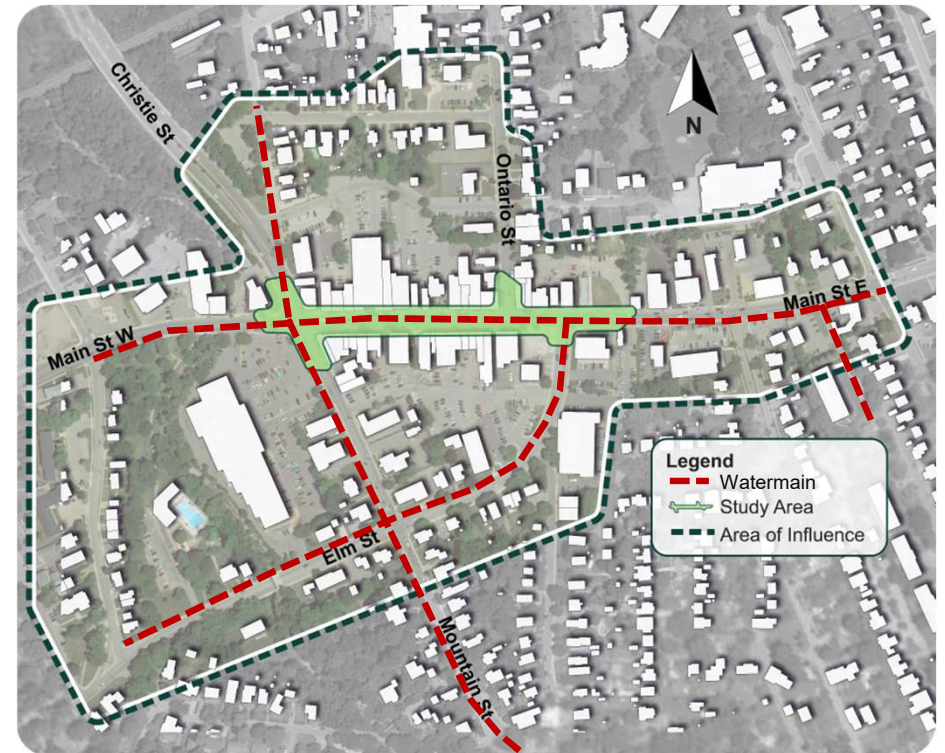 Christie St
N
Ontario St
Main St E
Main St W
Legend
Watermain
Study Area
Area of Influence
Elm St
Mountain St